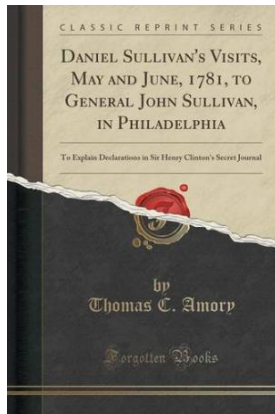 CLASSIC REPRINT SERIES
DANIEL SULLIVAN'S VISITS,
MAY AND JUNE, 1781, TO
GENERAL JOHN SULLIVAN,
IN PHILADELPHIA
To Explain Declarations in Sir Henry Clinton's Secret Journal
by
Thomas C. Amory
Forgotten Books